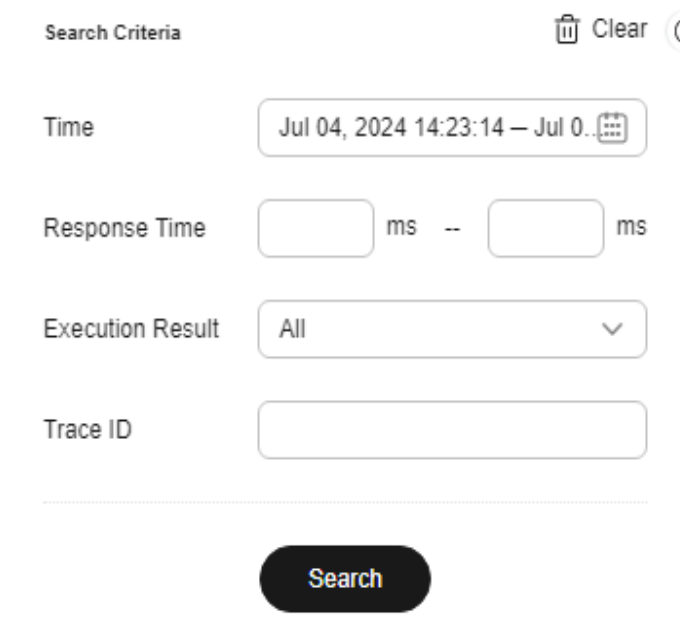 Search Criteria
Clear
Time
Jul 04, 2024 14:23:14 – Jul 0...
Response Time
ms -- ms
Execution Result
All
Trace ID
Search